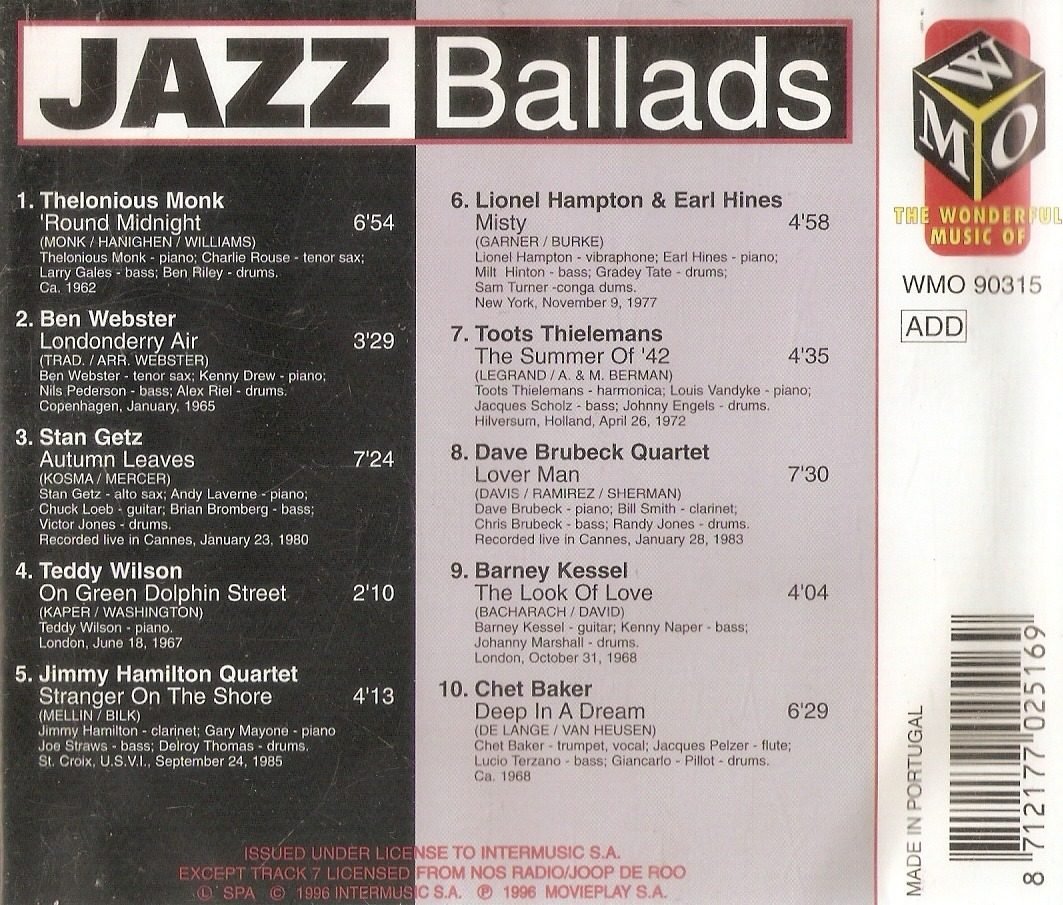 JAZZ Ballads
1. Thelonious Monk
'Round Midnight 6'54
(MONK / HANIGHEN / WILLIAMS)
Thelonious Monk - piano; Charlie Rouse - tenor sax;
Larry Gales - bass; Ben Riley - drums.
Ca. 1962
2. Ben Webster
Londonderry Air 3'29
(TRAD. / ARR. WEBSTER)
Ben Webster - tenor sax; Kenny Drew - piano;
Nils Pederson - bass; Alex Riel - drums.
Copenhagen, January, 1965
3. Stan Getz
Autumn Leaves 7'24
(KOSMA / MERCER)
Stan Getz - alto sax; Andy Laverne - piano;
Chuck Loeb - guitar; Brian Bromberg - bass;
Victor Jones - drums.
Recorded live in Cannes, January 23, 1980
4. Teddy Wilson
On Green Dolphin Street 2'10
(KAPER / WASHINGTON)
Teddy Wilson - piano.
London, June 18, 1967
5. Jimmy Hamilton Quartet
Stranger On The Shore 4'13
(MELLIN / BILK)
Jimmy Hamilton - clarinet; Gary Mayone - piano
Joe Straws - bass; Delroy Thomas - drums.
St. Croix, U.S.V.I., September 24, 1985
6. Lionel Hampton & Earl Hines
Misty 4'58
(GARNER / BURKE)
Lionel Hampton - vibraphone; Earl Hines - piano;
Milt Hinton - bass; Gradey Tate - drums;
Sam Turner -conga dums.
New York, November 9, 1977
7. Toots Thielemans
The Summer Of '42 4'35
(LEGRAND / A. & M. BERMAN)
Toots Thielemans - harmonica; Louis Vandyke - piano;
Jacques Scholz - bass; Johnny Engels - drums.
Hilversum, Holland, April 26, 1972
8. Dave Brubeck Quartet
Lover Man 7'30
(DAVIS / RAMIREZ / SHERMAN)
Dave Brubeck - piano; Bill Smith - clarinet;
Chris Brubeck - bass; Randy Jones - drums.
Recorded live in Cannes, January 28, 1983
9. Barney Kessel
The Look Of Love 4'04
(BACHARACH / DAVID)
Barney Kessel - guitar; Kenny Naper - bass;
Johanny Marshall - drums.
London, October 31, 1968
10. Chet Baker
Deep In A Dream 6'29
(DE LANGE / VAN HEUSEN)
Chet Baker - trumpet, vocal; Jacques Pelzer - flute;
Lucio Terzano - bass; Giancarlo - Pillot - drums.
Ca. 1968
ISSUED UNDER LICENSE TO INTERMUSIC S.A.
EXCEPT TRACK 7 LICENSED FROM NOS RADIO/JOOP DE ROO
Ⓛ SPA © 1996 INTERMUSIC S.A. ℗ 1996 MOVIEPLAY S.A.
WMO
THE WONDERFUL
MUSIC OF
WMO 90315
ADD
MADE IN PORTUGAL
8 712177 025169